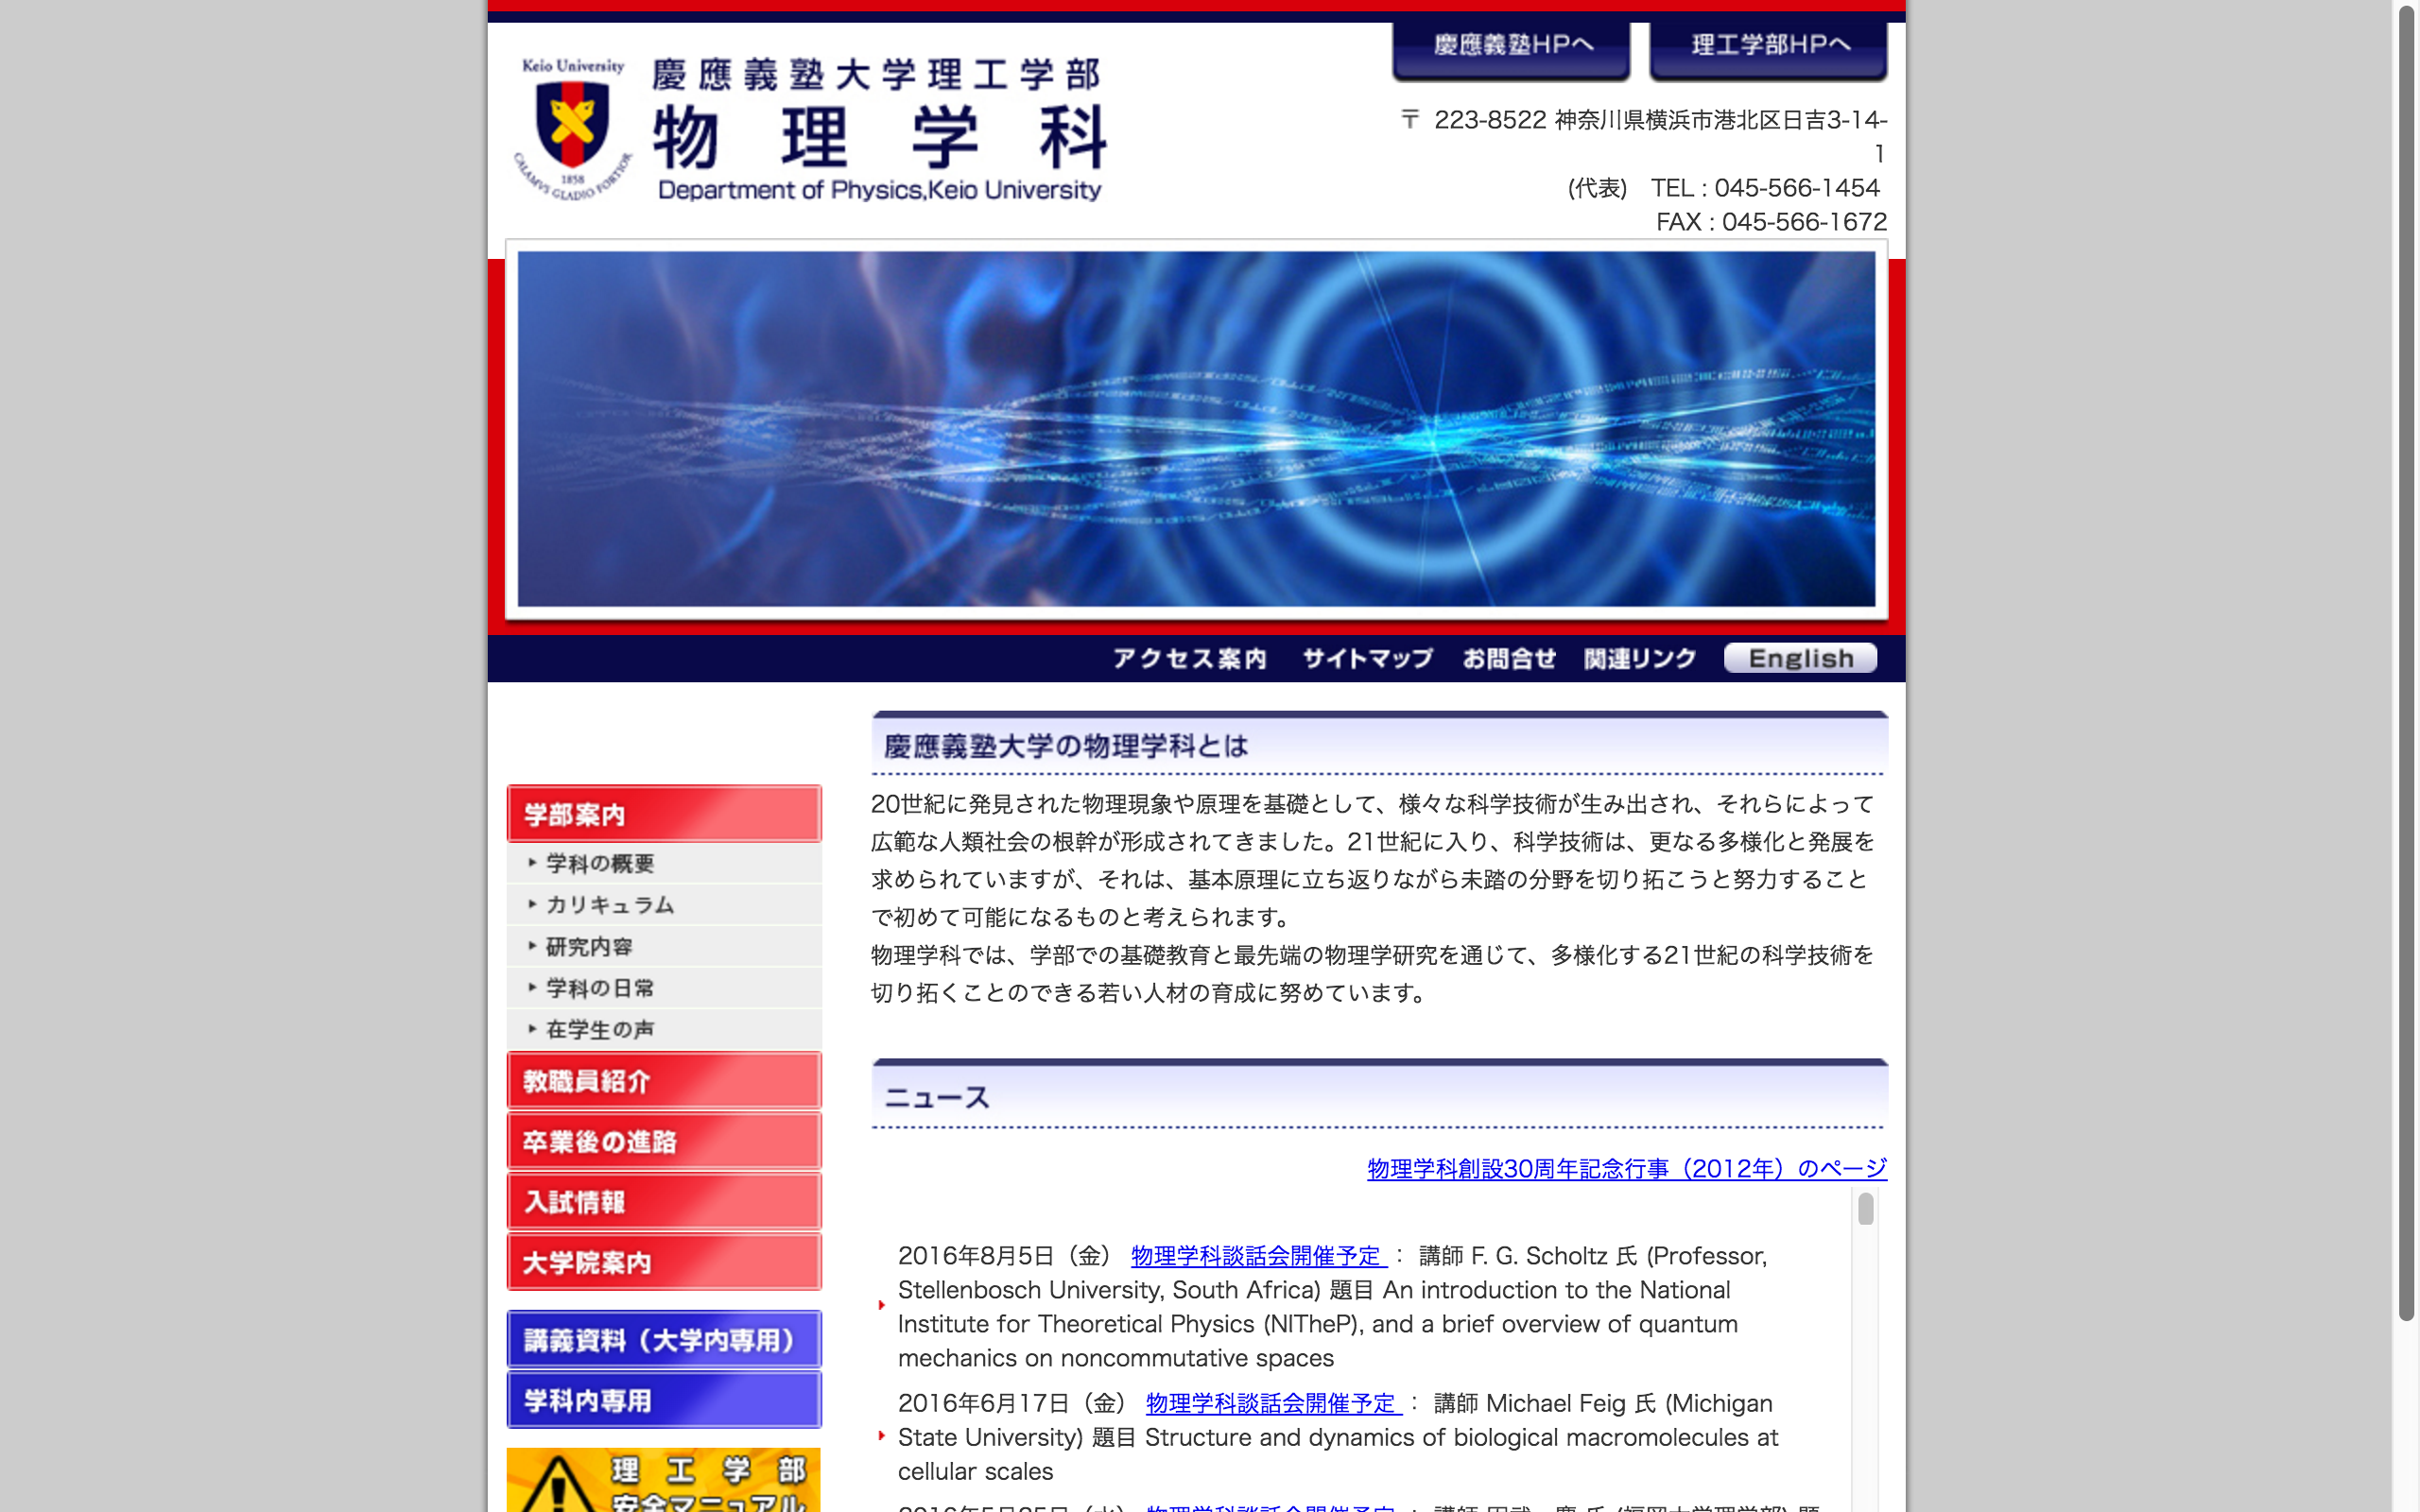 慶應義塾HPへ
理工学部HPへ
Keio University
1858
CALAMVS GLADIO FORTIOR
慶應義塾大学理工学部
物理学科
Department of Physics,Keio University
〒 223-8522 神奈川県横浜市港北区日吉3-14-
1
(代表) TEL : 045-566-1454
FAX : 045-566-1672
アクセス案内
サイトマップ
お問合せ
関連リンク
English
学部案内
学科の概要
カリキュラム
研究内容
学科の日常
在学生の声
教職員紹介
卒業後の進路
入試情報
大学院案内
講義資料（大学内専用）
学科内専用
理工学部
安全マニュアル
慶應義塾大学の物理学科とは
20世紀に発見された物理現象や原理を基礎として、様々な科学技術が生み出され、それらによって
広範な人類社会の根幹が形成されてきました。21世紀に入り、科学技術は、更なる多様化と発展を
求められていますが、それは、基本原理に立ち返りながら未踏の分野を切り拓こうと努力すること
で初めて可能になるものと考えられます。
物理学科では、学部での基礎教育と最先端の物理学研究を通じて、多様化する21世紀の科学技術を
切り拓くことのできる若い人材の育成に努めています。
ニュース
物理学科創設30周年記念行事（2012年）のページ
2016年8月5日（金） 物理学科談話会開催予定 ： 講師 F. G. Scholtz 氏 (Professor,
Stellenbosch University, South Africa) 題目 An introduction to the National
Institute for Theoretical Physics (NITheP), and a brief overview of quantum
mechanics on noncommutative spaces
2016年6月17日（金） 物理学科談話会開催予定 ： 講師 Michael Feig 氏 (Michigan
State University) 題目 Structure and dynamics of biological macromolecules at
cellular scales